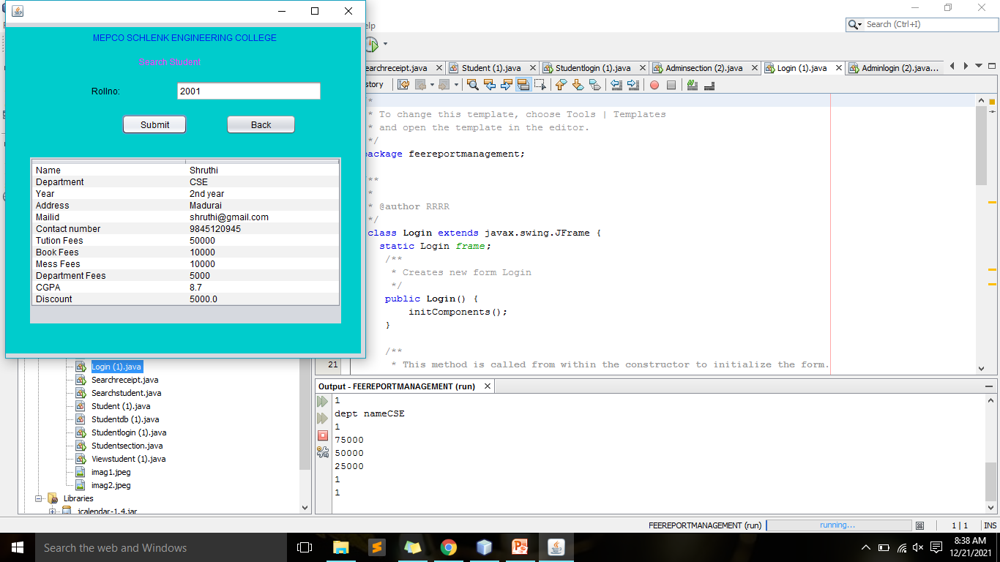 MEPCO SCHLENK ENGINEERING COLLEGE
Search Student
Rollno: 2001
Submit Back
Name Shruthi
Department CSE
Year 2nd year
Address Madurai
Mailid shruthi@gmail.com
Contact number 9845120945
Tution Fees 50000
Book Fees 10000
Mess Fees 10000
Department Fees 5000
CGPA 8.7
Discount 5000.0
elp
Search (Ctrl+I)
earchreceipt.java Student (1).java Studentlogin (1).java Adminsection (2).java Login (1).java Adminlogin (2).java...
story
*
* To change this template, choose Tools | Templates
* and open the template in the editor.
*/
package feereportmanagement;
/**
*
* @author RRRR
*/
class Login extends javax.swing.JFrame {
static Login frame;
/**
* Creates new form Login
*/
public Login() {
initComponents();
}
/**
21 * This method is called from within the constructor to initialize the form.
Login (1).java
Searchreceipt.java
Searchstudent.java
Student (1).java
Studentdb (1).java
Studentlogin (1).java
Studentsection.java
Viewstudent (1).java
imag1.jpeg
imag2.jpeg
Libraries
jcalendar-1.4.jar
Output - FEEREPORTMANAGEMENT (run)
1
dept nameCSE
1
75000
50000
25000
1
1
FEEREPORTMANAGEMENT (run) running... 1 | 1 INS
Search the web and Windows
8:38 AM
12/21/2021